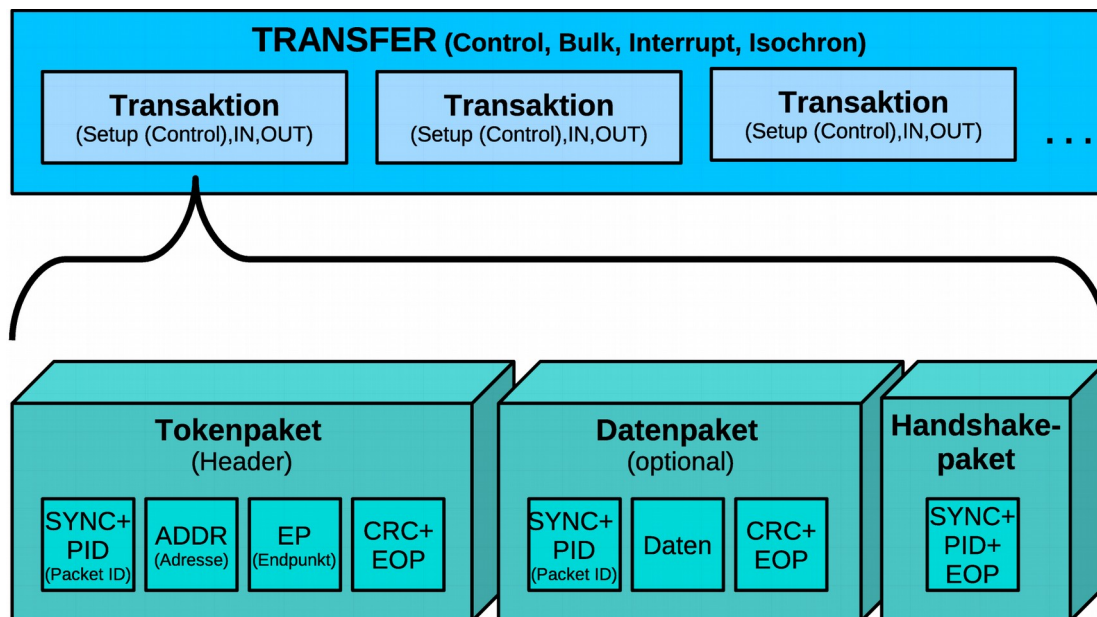 TRANSFER (Control, Bulk, Interrupt, Isochron)
Transaktion
(Setup (Control),IN,OUT)
Transaktion
(Setup (Control),IN,OUT)
Transaktion
(Setup (Control),IN,OUT)
...
Tokenpaket
(Header)
SYNC+
PID
(Packet ID)
ADDR
(Adresse)
EP
(Endpunkt)
CRC+
EOP
Datenpaket
(optional)
SYNC+
PID
(Packet ID)
Daten
CRC+
EOP
Handshake-
paket
SYNC+
PID+
EOP